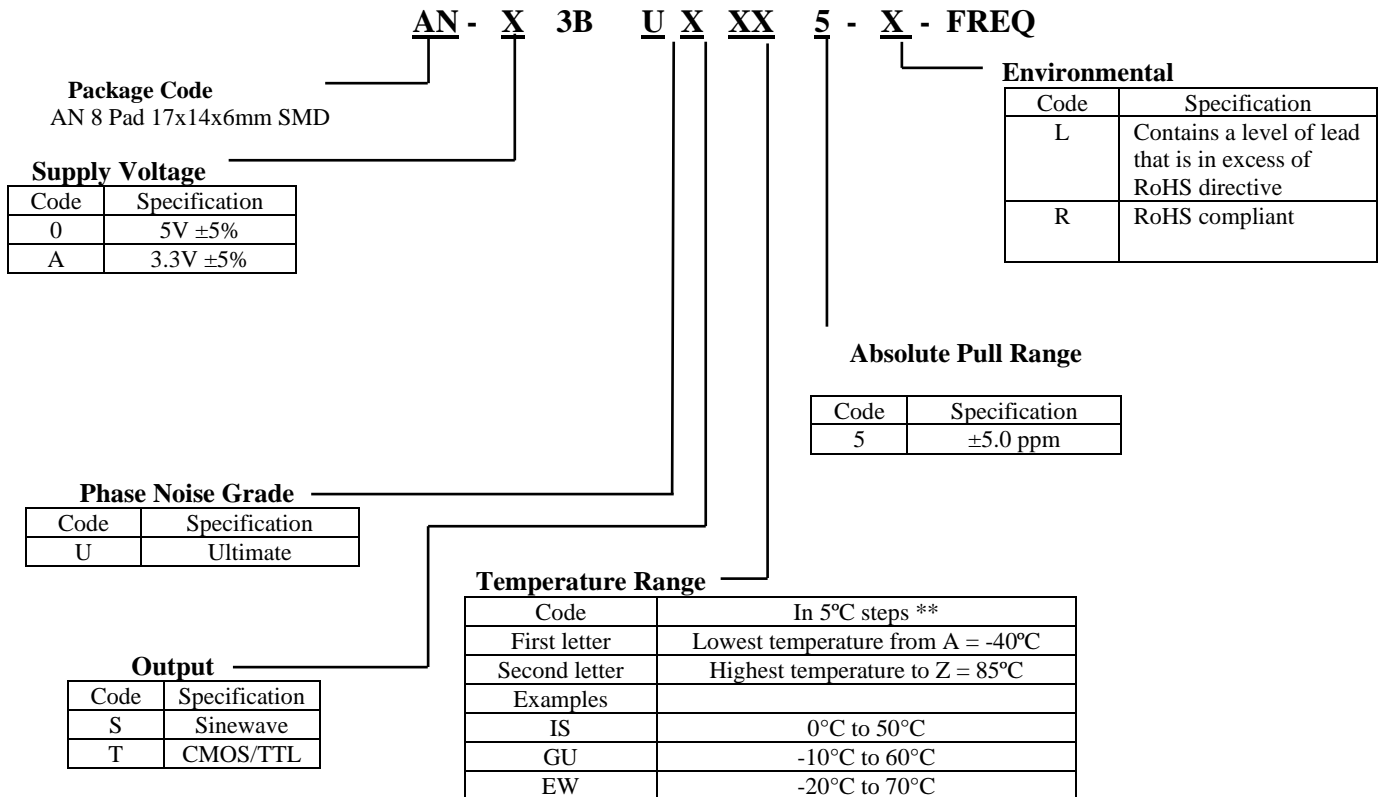 AN - X 3B U X XX 5 - X - FREQ
Package Code
AN 8 Pad 17x14x6mm SMD
Supply Voltage
Code Specification
0 5V ±5%
A 3.3V ±5%
Environmental
Code Specification
L Contains a level of lead
that is in excess of
RoHS directive
R RoHS compliant
Absolute Pull Range
Code Specification
5 ±5.0 ppm
Phase Noise Grade
Code Specification
U Ultimate
Output
Code Specification
S Sinewave
T CMOS/TTL
Temperature Range
Code In 5ºC steps **
First letter Lowest temperature from A = -40ºC
Second letter Highest temperature to Z = 85ºC
Examples
IS 0°C to 50°C
GU -10°C to 60°C
EW -20°C to 70°C